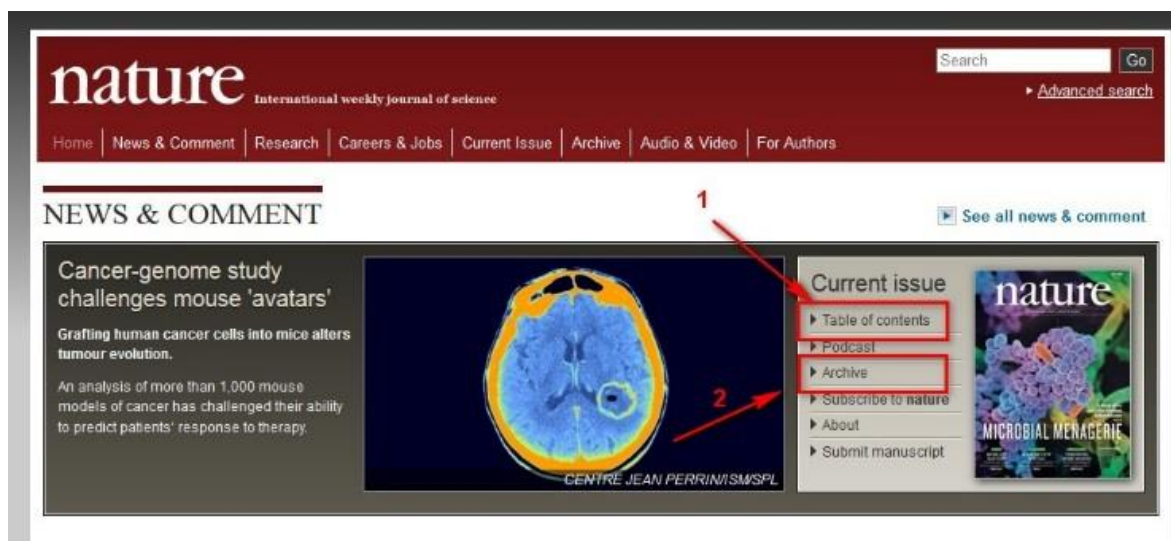 nature International weekly journal of science
Search Go
Advanced search
Home News & Comment Research Careers & Jobs Current Issue Archive Audio & Video For Authors
NEWS & COMMENT
1
See all news & comment
Cancer-genome study
challenges mouse 'avatars'
Grafting human cancer cells into mice alters
tumour evolution.
An analysis of more than 1,000 mouse
models of cancer has challenged their ability
to predict patients' response to therapy.
2
CENTRE JEAN PERRIN/ISM/SPL
Current issue
Table of contents
Podcast
Archive
Subscribe to nature
About
Submit manuscript
nature
MICROBIAL MENAGERIE